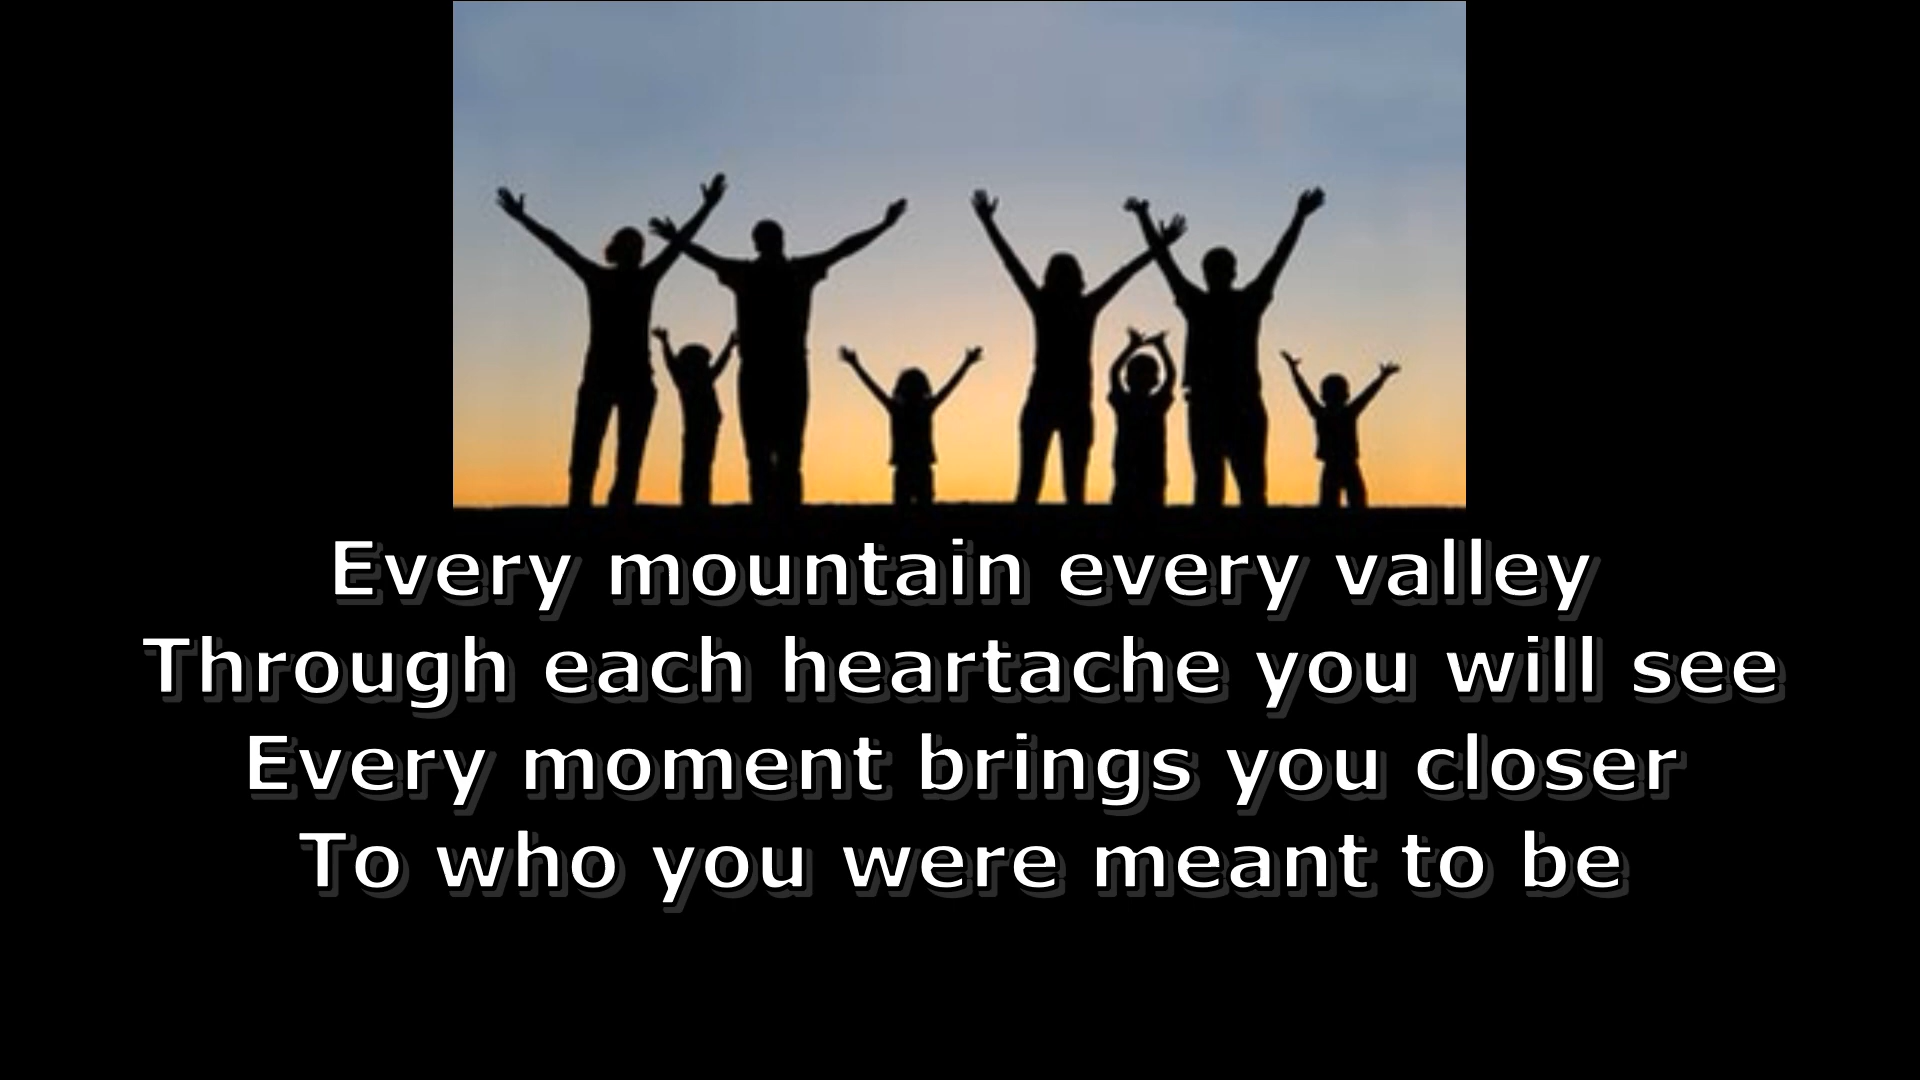 Every mountain every valley
Through each heartache you will see
Every moment brings you closer
To who you were meant to be